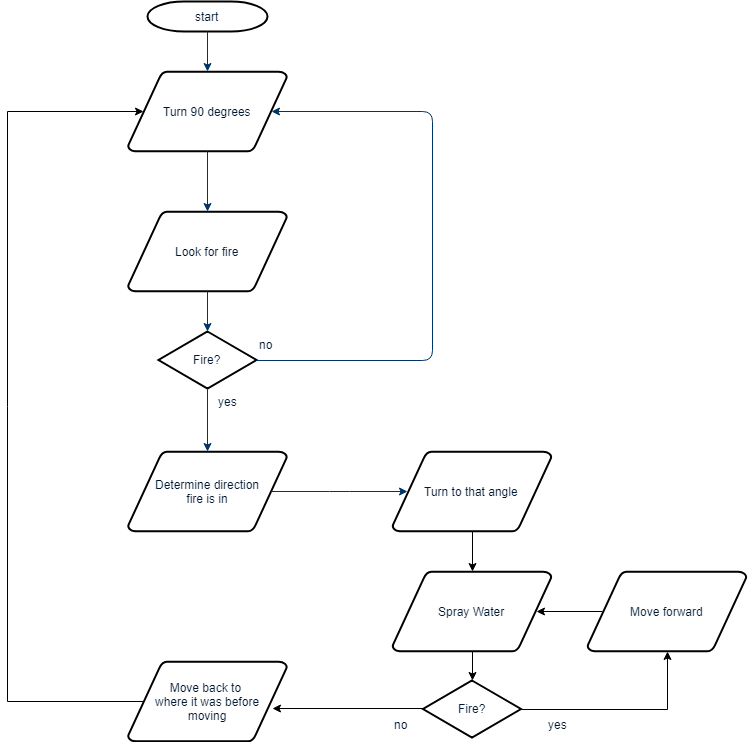 start
Turn 90 degrees
Look for fire
no
Fire?
yes
Determine direction
fire is in
Turn to that angle
Spray Water
Move forward
Move back to
where it was before
moving
Fire?
no
yes